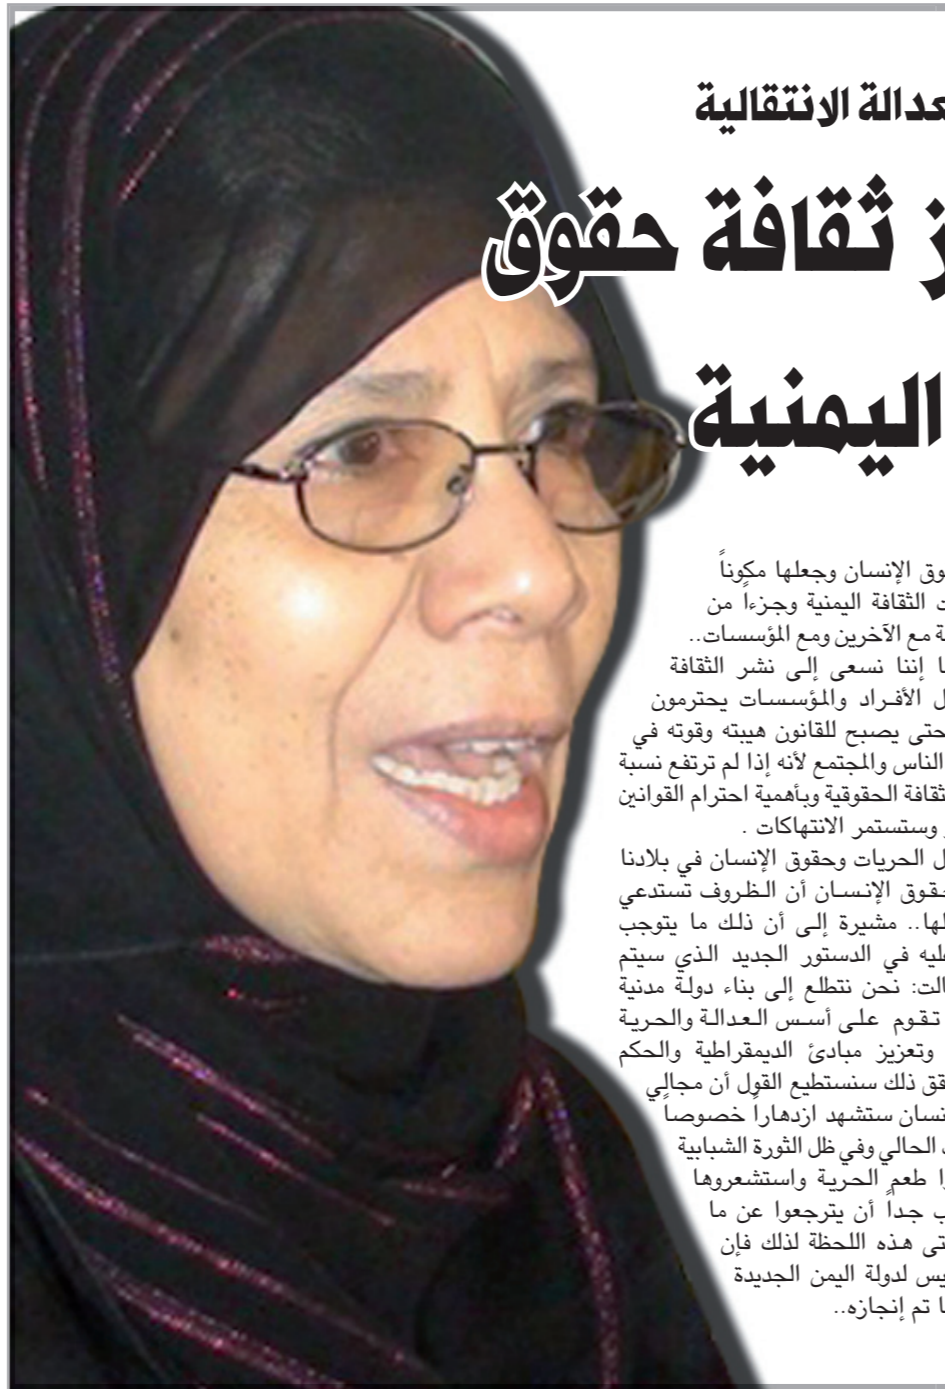 عدالة الانتقالية
ز ثقافة حقوق
اليمنية
وق الإنسان وجعلها مكوناً
ت الثقافة اليمنية وجزءاً من
ة مع الآخرين ومع المؤسسات..
ا إننا نسعى إلى نشر الثقافة
ل الأفراد والمؤسسات يحترمون
حتى يصبح للقانون هيبته وقوته في
الناس والمجتمع لأنه إذا لم ترتفع نسبة
ثقافة الحقوقية وبأهمية احترام القوانين
وستستمر الانتهاكات .
ل الحريات وحقوق الإنسان في بلادنا
حقوق الإنسان أن الظروف تستدعي
لها.. مشيرة إلى أن ذلك ما يتوجب
عليه في الدستور الجديد الذي سيتم
الت: نحن نتطلع إلى بناء دولة مدنية
تقوم على أسس العدالة والحرية
وتعزيز مبادئ الديمقراطية والحكم
قق ذلك سنستطيع القول أن مجالي
نسان ستشهد ازدهاراً خصوصاً
الحالي وفي ظل الثورة الشبابية
ا طعم الحرية واستشعروها
ب جداً أن يترجعوا عن ما
تى هذه اللحظة لذلك فإن
يس لدولة اليمن الجديدة
ا تم إنجازه..